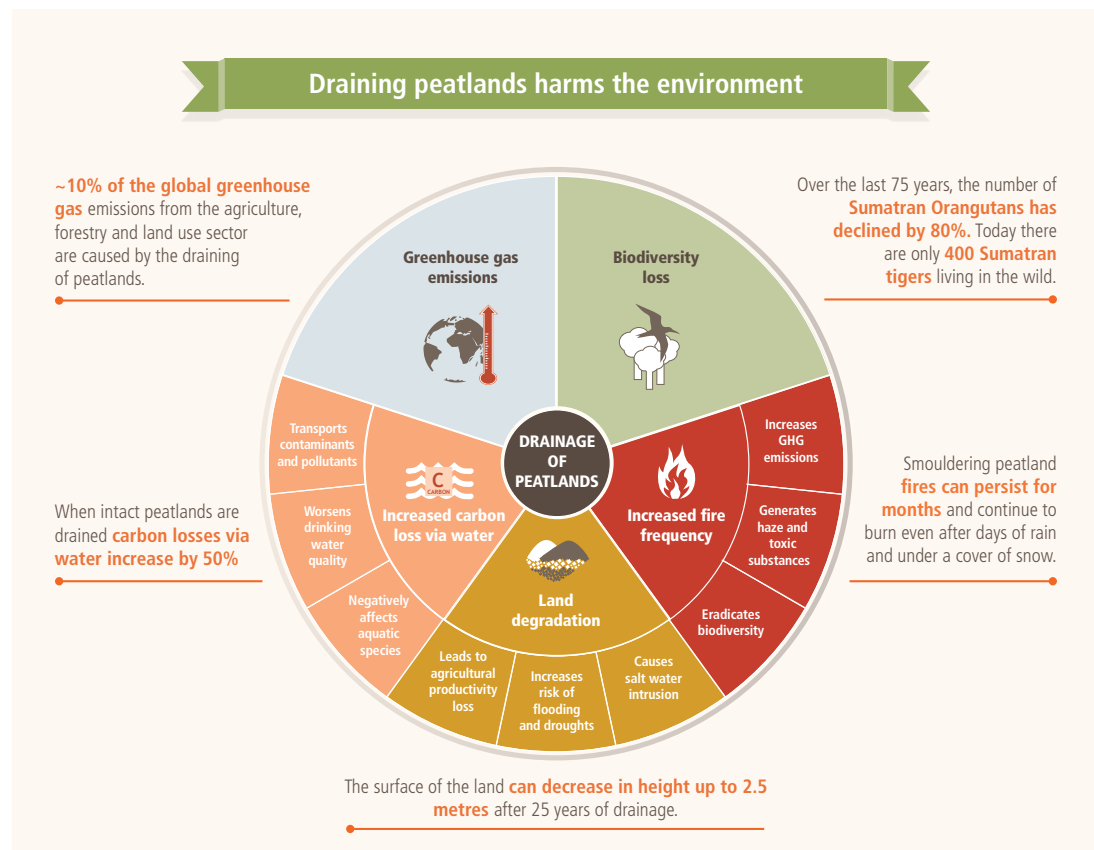 Draining peatlands harms the environment
~10% of the global greenhouse
gas emissions from the agriculture,
forestry and land use sector
are caused by the draining
of peatlands.
Over the last 75 years, the number of
Sumatran Orangutans has
declined by 80%. Today there
are only 400 Sumatran
tigers living in the wild.
Greenhouse gas
emissions
Biodiversity
loss
DRAINAGE
OF
PEATLANDS
Transports
contaminants
and pollutants
Worsens
drinking
water
quality
Negatively
affects
aquatic
species
C
CARBON
Increased carbon
loss via water
Increased fire
frequency
Increases
GHG
emissions
Generates
haze and
toxic
substances
Eradicates
biodiversity
Land
degradation
Leads to
agricultural
productivity
loss
Increases
risk of
flooding
and droughts
Causes
salt water
intrusion
When intact peatlands are
drained carbon losses via
water increase by 50%
Smouldering peatland
fires can persist for
months and continue to
burn even after days of rain
and under a cover of snow.
The surface of the land can decrease in height up to 2.5
metres after 25 years of drainage.